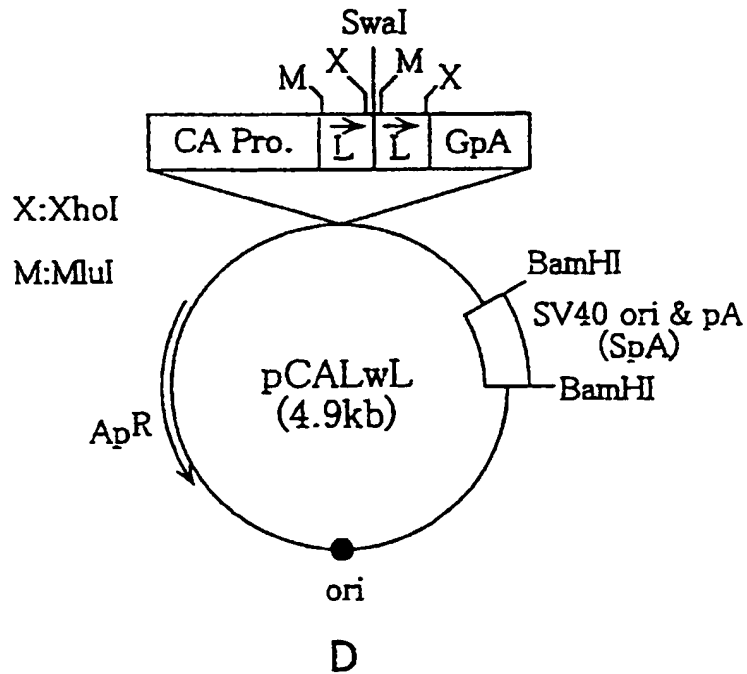 SwaI
M X M X
CA Pro. L L GpA
X:XhoI
M:MluI
BamHI
SV40 ori & pA
(SpA)
BamHI
pCALwL
(4.9kb)
ApR
ori
D